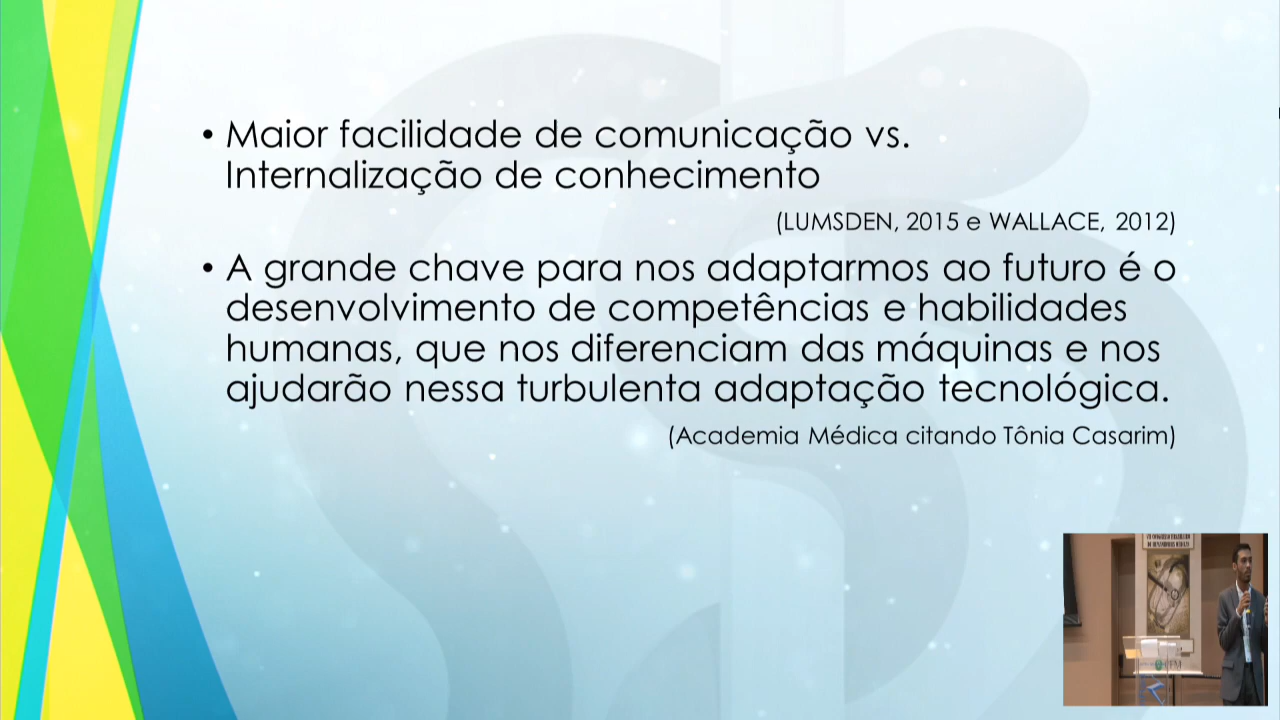 • Maior facilidade de comunicação vs.
Internalização de conhecimento
(LUMSDEN, 2015 e WALLACE, 2012)
• A grande chave para nos adaptarmos ao futuro é o
desenvolvimento de competências e habilidades
humanas, que nos diferenciam das máquinas e nos
ajudarão nessa turbulenta adaptação tecnológica.
(Academia Médica citando Tônia Casarim)